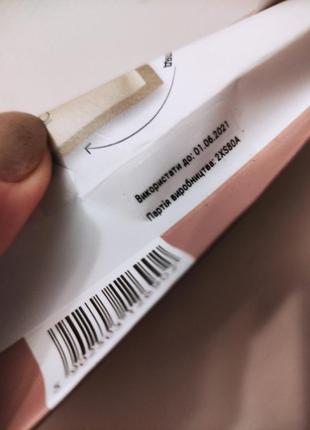 Використати до: 01.06.2021
Партія виробництва: 2XS80A